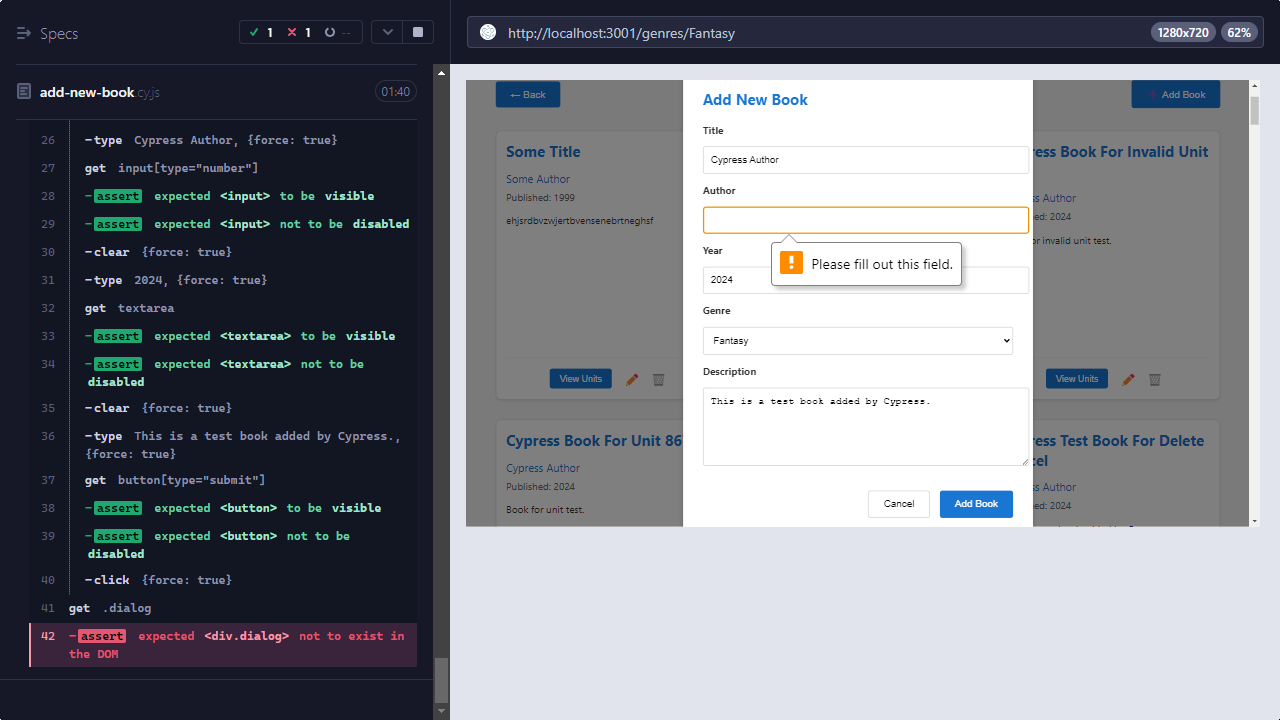 Specs
1
1
--
add-new-book.cy.js
01:40
26 -type Cypress Author, {force: true}
27 get input[type="number"]
28 -assert expected <input> to be visible
29 -assert expected <input> not to be disabled
30 -clear {force: true}
31 -type 2024, {force: true}
32 get textarea
33 -assert expected <textarea> to be visible
34 -assert expected <textarea> not to be
disabled
35 -clear {force: true}
36 -type This is a test book added by Cypress.,
{force: true}
37 get button[type="submit"]
38 -assert expected <button> to be visible
39 -assert expected <button> not to be
disabled
40 -click {force: true}
41 get .dialog
42 -assert expected <div.dialog> not to exist in
the DOM
http://localhost:3001/genres/Fantasy
1280x720
62%
← Back
Add Book
Some Title
Some Author
Published: 1999
ehjsrdbvzwjertbvensenebrtneghsf
View Units
Cypress Book For Unit 86
Cypress Author
Published: 2024
Book for unit test.
Add New Book
Title
Cypress Author
Author
Please fill out this field.
Year
2024
Genre
Fantasy
Description
This is a test book added by Cypress.
Cancel
Add Book
ress Book For Invalid Unit
ss Author
ed: 2024
or invalid unit test.
View Units
ress Test Book For Delete
cel
ss Author
ed: 2024